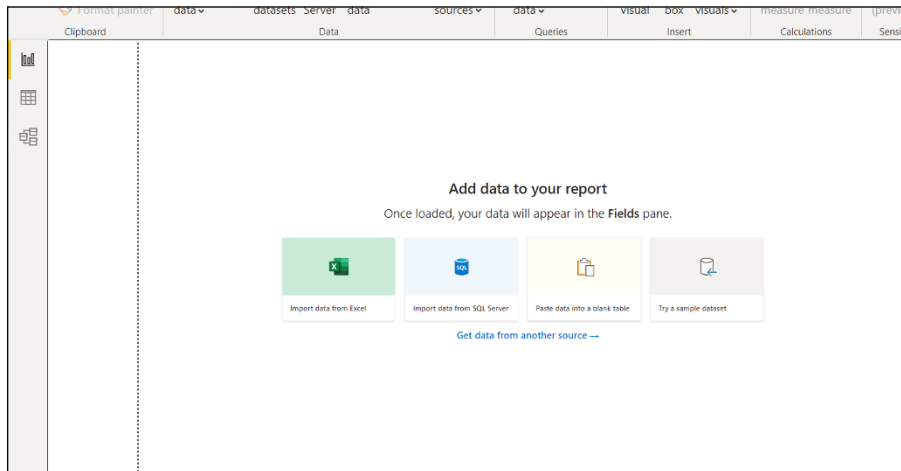 Format painter data datasets Server data sources data visual box visuals measure measure
Clipboard Data Queries Insert Calculations Sensi
Add data to your report
Once loaded, your data will appear in the Fields pane.
X SQL
Import data from Excel Import data from SQL Server Paste data into a blank table Try a sample dataset
Get data from another source →